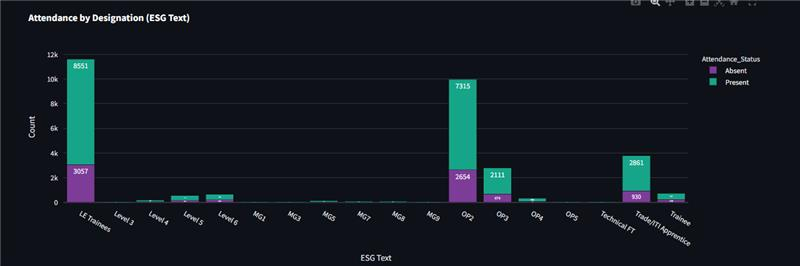 Attendance by Designation (ESG Text)
12k
10k
8k
6k
4k
2k
0
Count
8551
3057
7315
2654
2111
2861
930
LE Trainees
Level 3
Level 4
Level 5
Level 6
MG1
MG3
MG5
MG7
MG8
MG9
OP2
OP3
OP4
OP5
Technical FT
Trade/ITI Apprentice
Trainee
ESG Text
Attendance_Status
Absent
Present